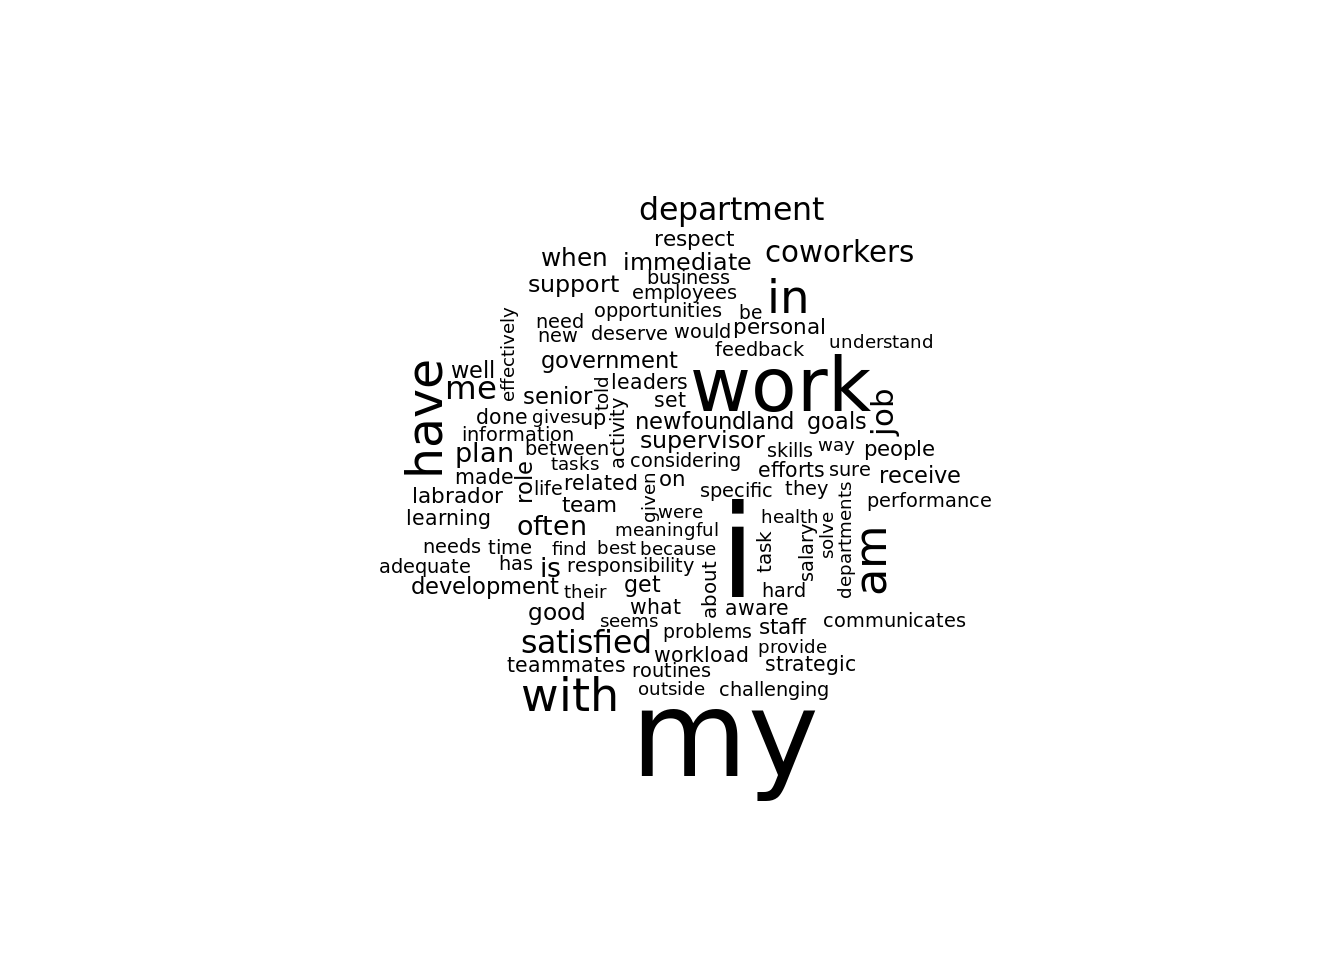 department
respect
coworkers
when
immediate
business
support
employees
in
opportunities
be
need
new
deserve
would
personal
effectively
understand
feedback
government
well
have
me
leaders
work
senior
told
set
job
done
gives
up
activity
newfoundland
goals
information
supervisor
plan
between
skills
way
people
tasks
considering
role
efforts
sure
made
life
related
on
receive
labrador
given
specific
they
performance
team
were
learning
often
meaningful
i
health
needs
time
find
best
because
task
salary
solve
departments
am
adequate
has
is
responsibility
development
their
get
about
hard
good
what
aware
seems
communicates
satisfied
problems
staff
teammates
workload
provide
routines
strategic
with
outside
challenging
my